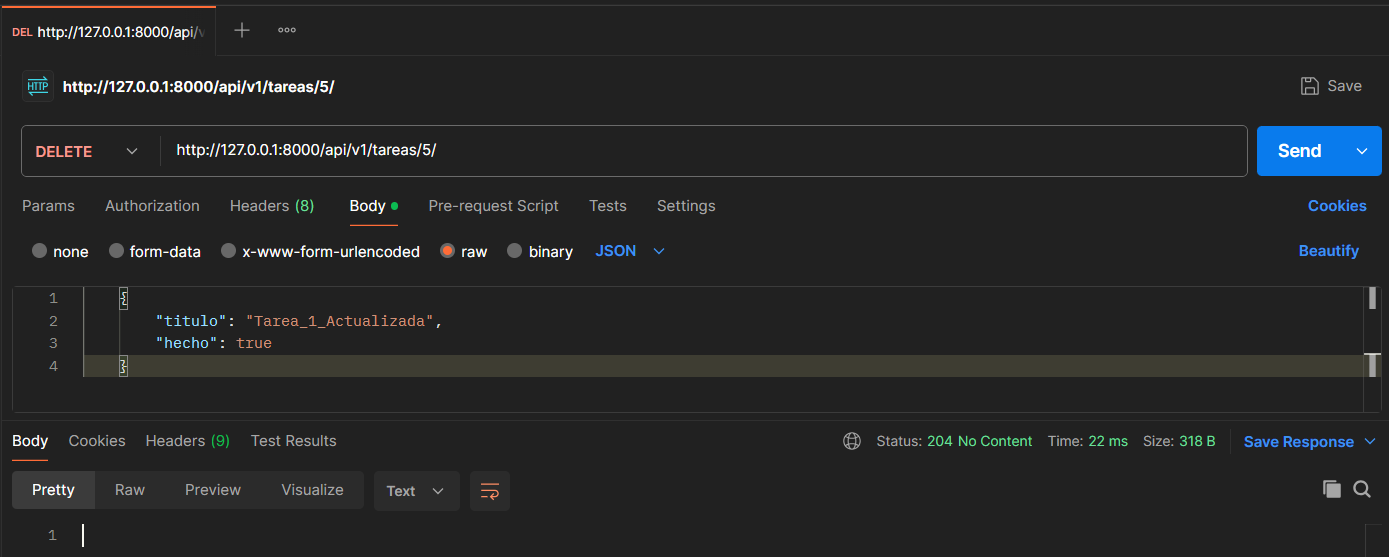 DEL http://127.0.0.1:8000/api/v
HTTP http://127.0.0.1:8000/api/v1/tareas/5/ Save
DELETE http://127.0.0.1:8000/api/v1/tareas/5/ Send
Params Authorization Headers (8) Body Pre-request Script Tests Settings Cookies
none form-data x-www-form-urlencoded raw binary JSON Beautify
1 {
2 "titulo": "Tarea_1_Actualizada",
3 "hecho": true
4 }
Body Cookies Headers (9) Test Results Status: 204 No Content Time: 22 ms Size: 318 B Save Response
Pretty Raw Preview Visualize Text
1